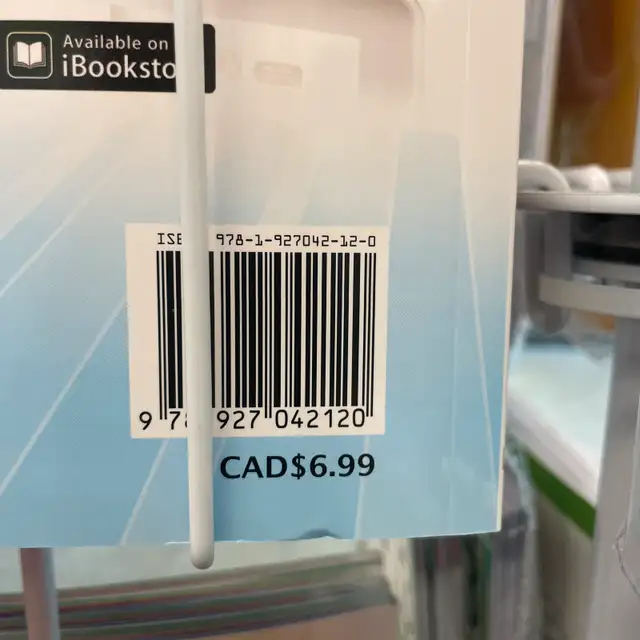 Available on
iBooksto
ISB 978-1-927042-12-0
9 78 927 042120
CAD$6.99